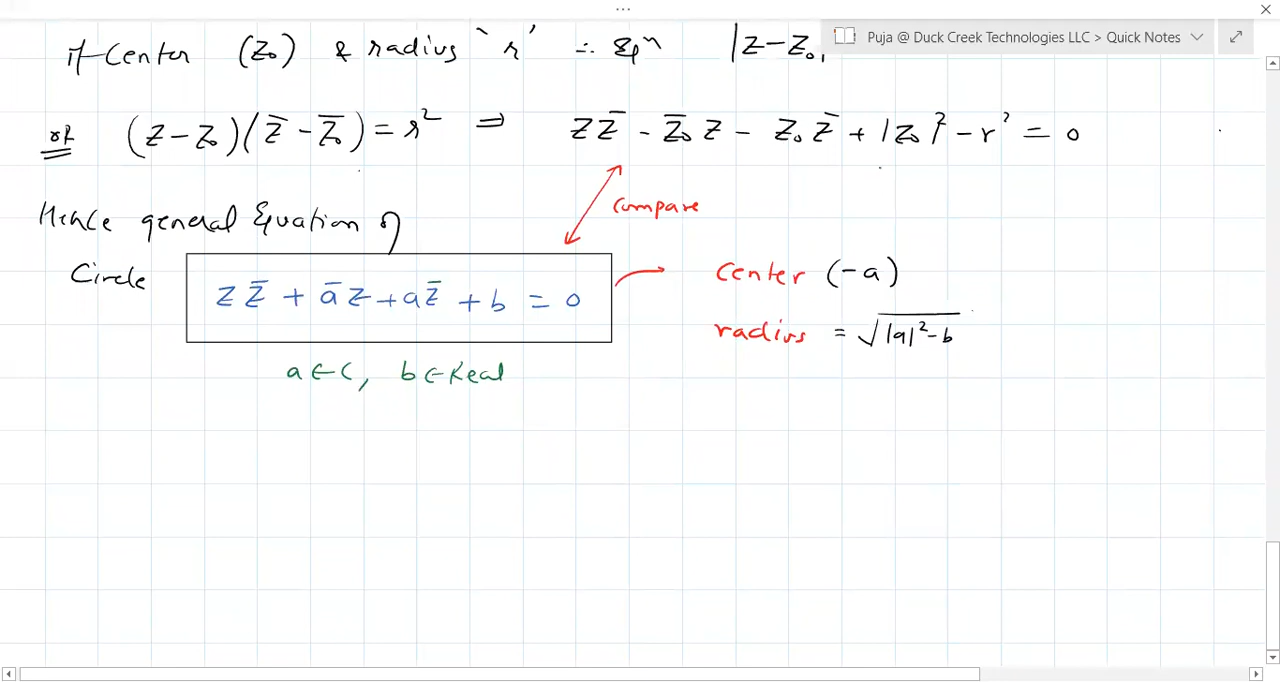 ...
Puja @ Duck Creek Technologies LLC > Quick Notes
if center (z₀) & radius `r' ∴ Eqⁿ |z-z₀|
or (z-z₀)(z̄-z̄₀)=r² ⇒ zz̄ - z̄₀z - z₀z̄ + |z₀|² - r² = 0
compare
Hence general Equation of
Circle zz̄ + āz + az̄ + b = 0
center (-a)
radius = √(|a|²-b)
a∈C, b∈Real